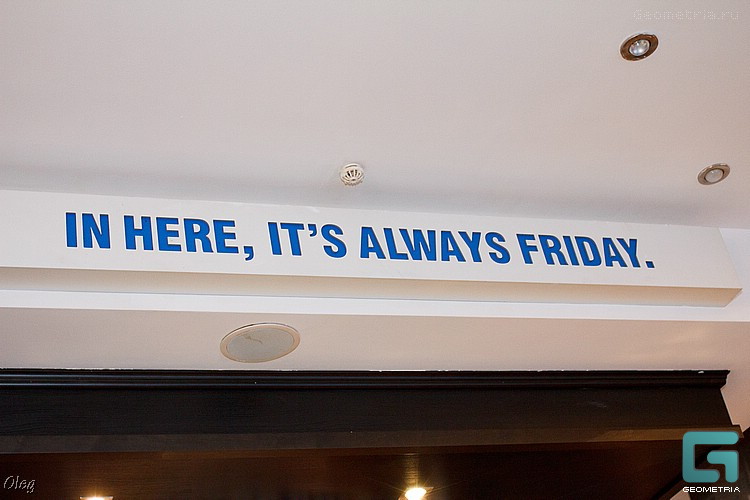 Geometria.ru
IN HERE, IT'S ALWAYS FRIDAY.
Oleg
GEOMETRIA